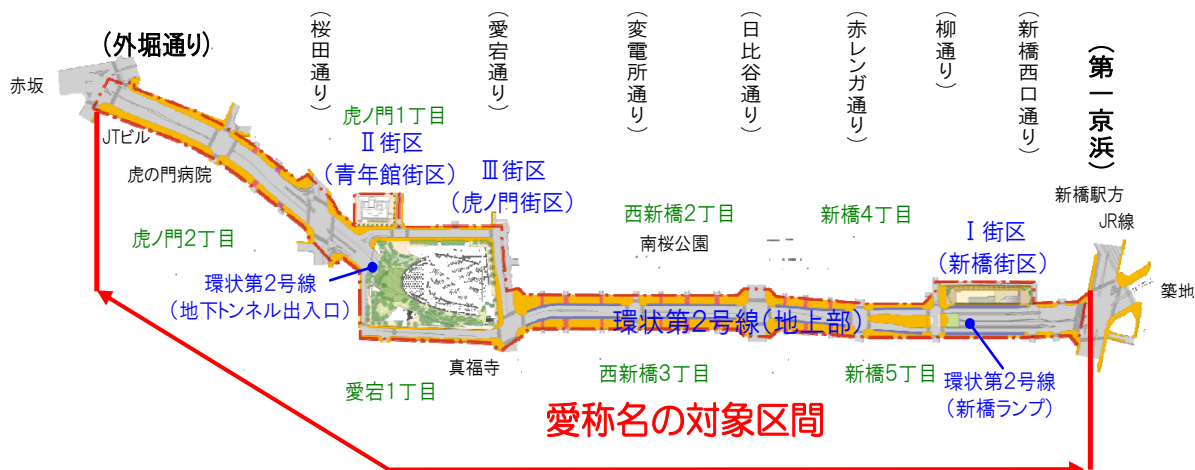 (外堀通り)
(桜田通り)
(愛宕通り)
(変電所通り)
(日比谷通り)
(赤レンガ通り)
(柳通り)
(新橋西口通り)
(第一京浜)
赤坂
JTビル
虎の門病院
虎ノ門2丁目
虎ノ門1丁目
Ⅱ街区
(青年館街区)
Ⅲ街区
(虎ノ門街区)
環状第2号線
(地下トンネル出入口)
西新橋2丁目
南桜公園
新橋4丁目
Ⅰ街区
(新橋街区)
新橋駅方
JR線
築地
環状第2号線(地上部)
真福寺
愛宕1丁目
西新橋3丁目
新橋5丁目
環状第2号線
(新橋ランプ)
愛称名の対象区間